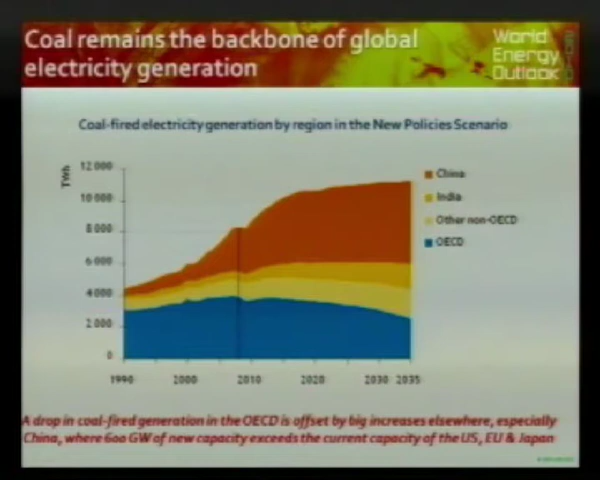 Coal remains the backbone of global
electricity generation
World
Energy
Outlook
2010
Coal-fired electricity generation by region in the New Policies Scenario
TWh
12 000
10 000
8 000
6 000
4 000
2 000
0
1990 2000 2010 2020 2030 2035
China
India
Other non-OECD
OECD
A drop in coal-fired generation in the OECD is offset by big increases elsewhere, especially
China, where 600 GW of new capacity exceeds the current capacity of the US, EU & Japan